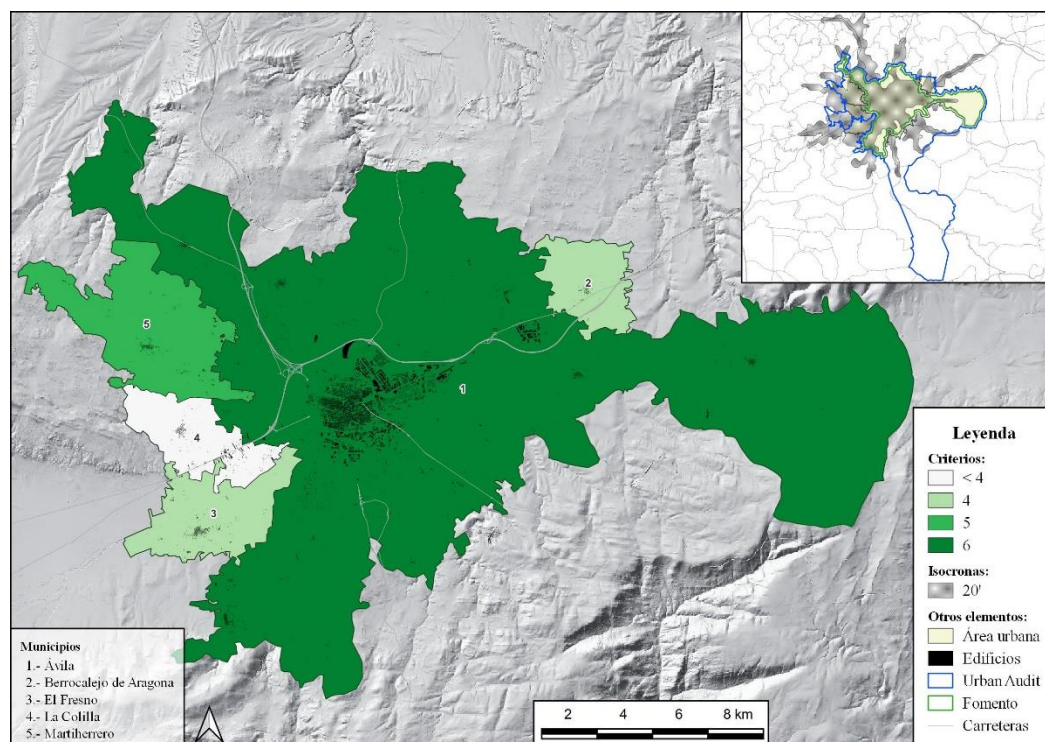 2
5
1
4
3
Leyenda
Criterios:
< 4
4
5
6
Isocronas:
20'
Otros elementos:
Área urbana
Edificios
Urban Audit
Fomento
Carreteras
Municipios
1.- Ávila
2.- Berrocalejo de Aragona
3.- El Fresno
4.- La Colilla
5.- Martiherrero
2 4 6 8 km